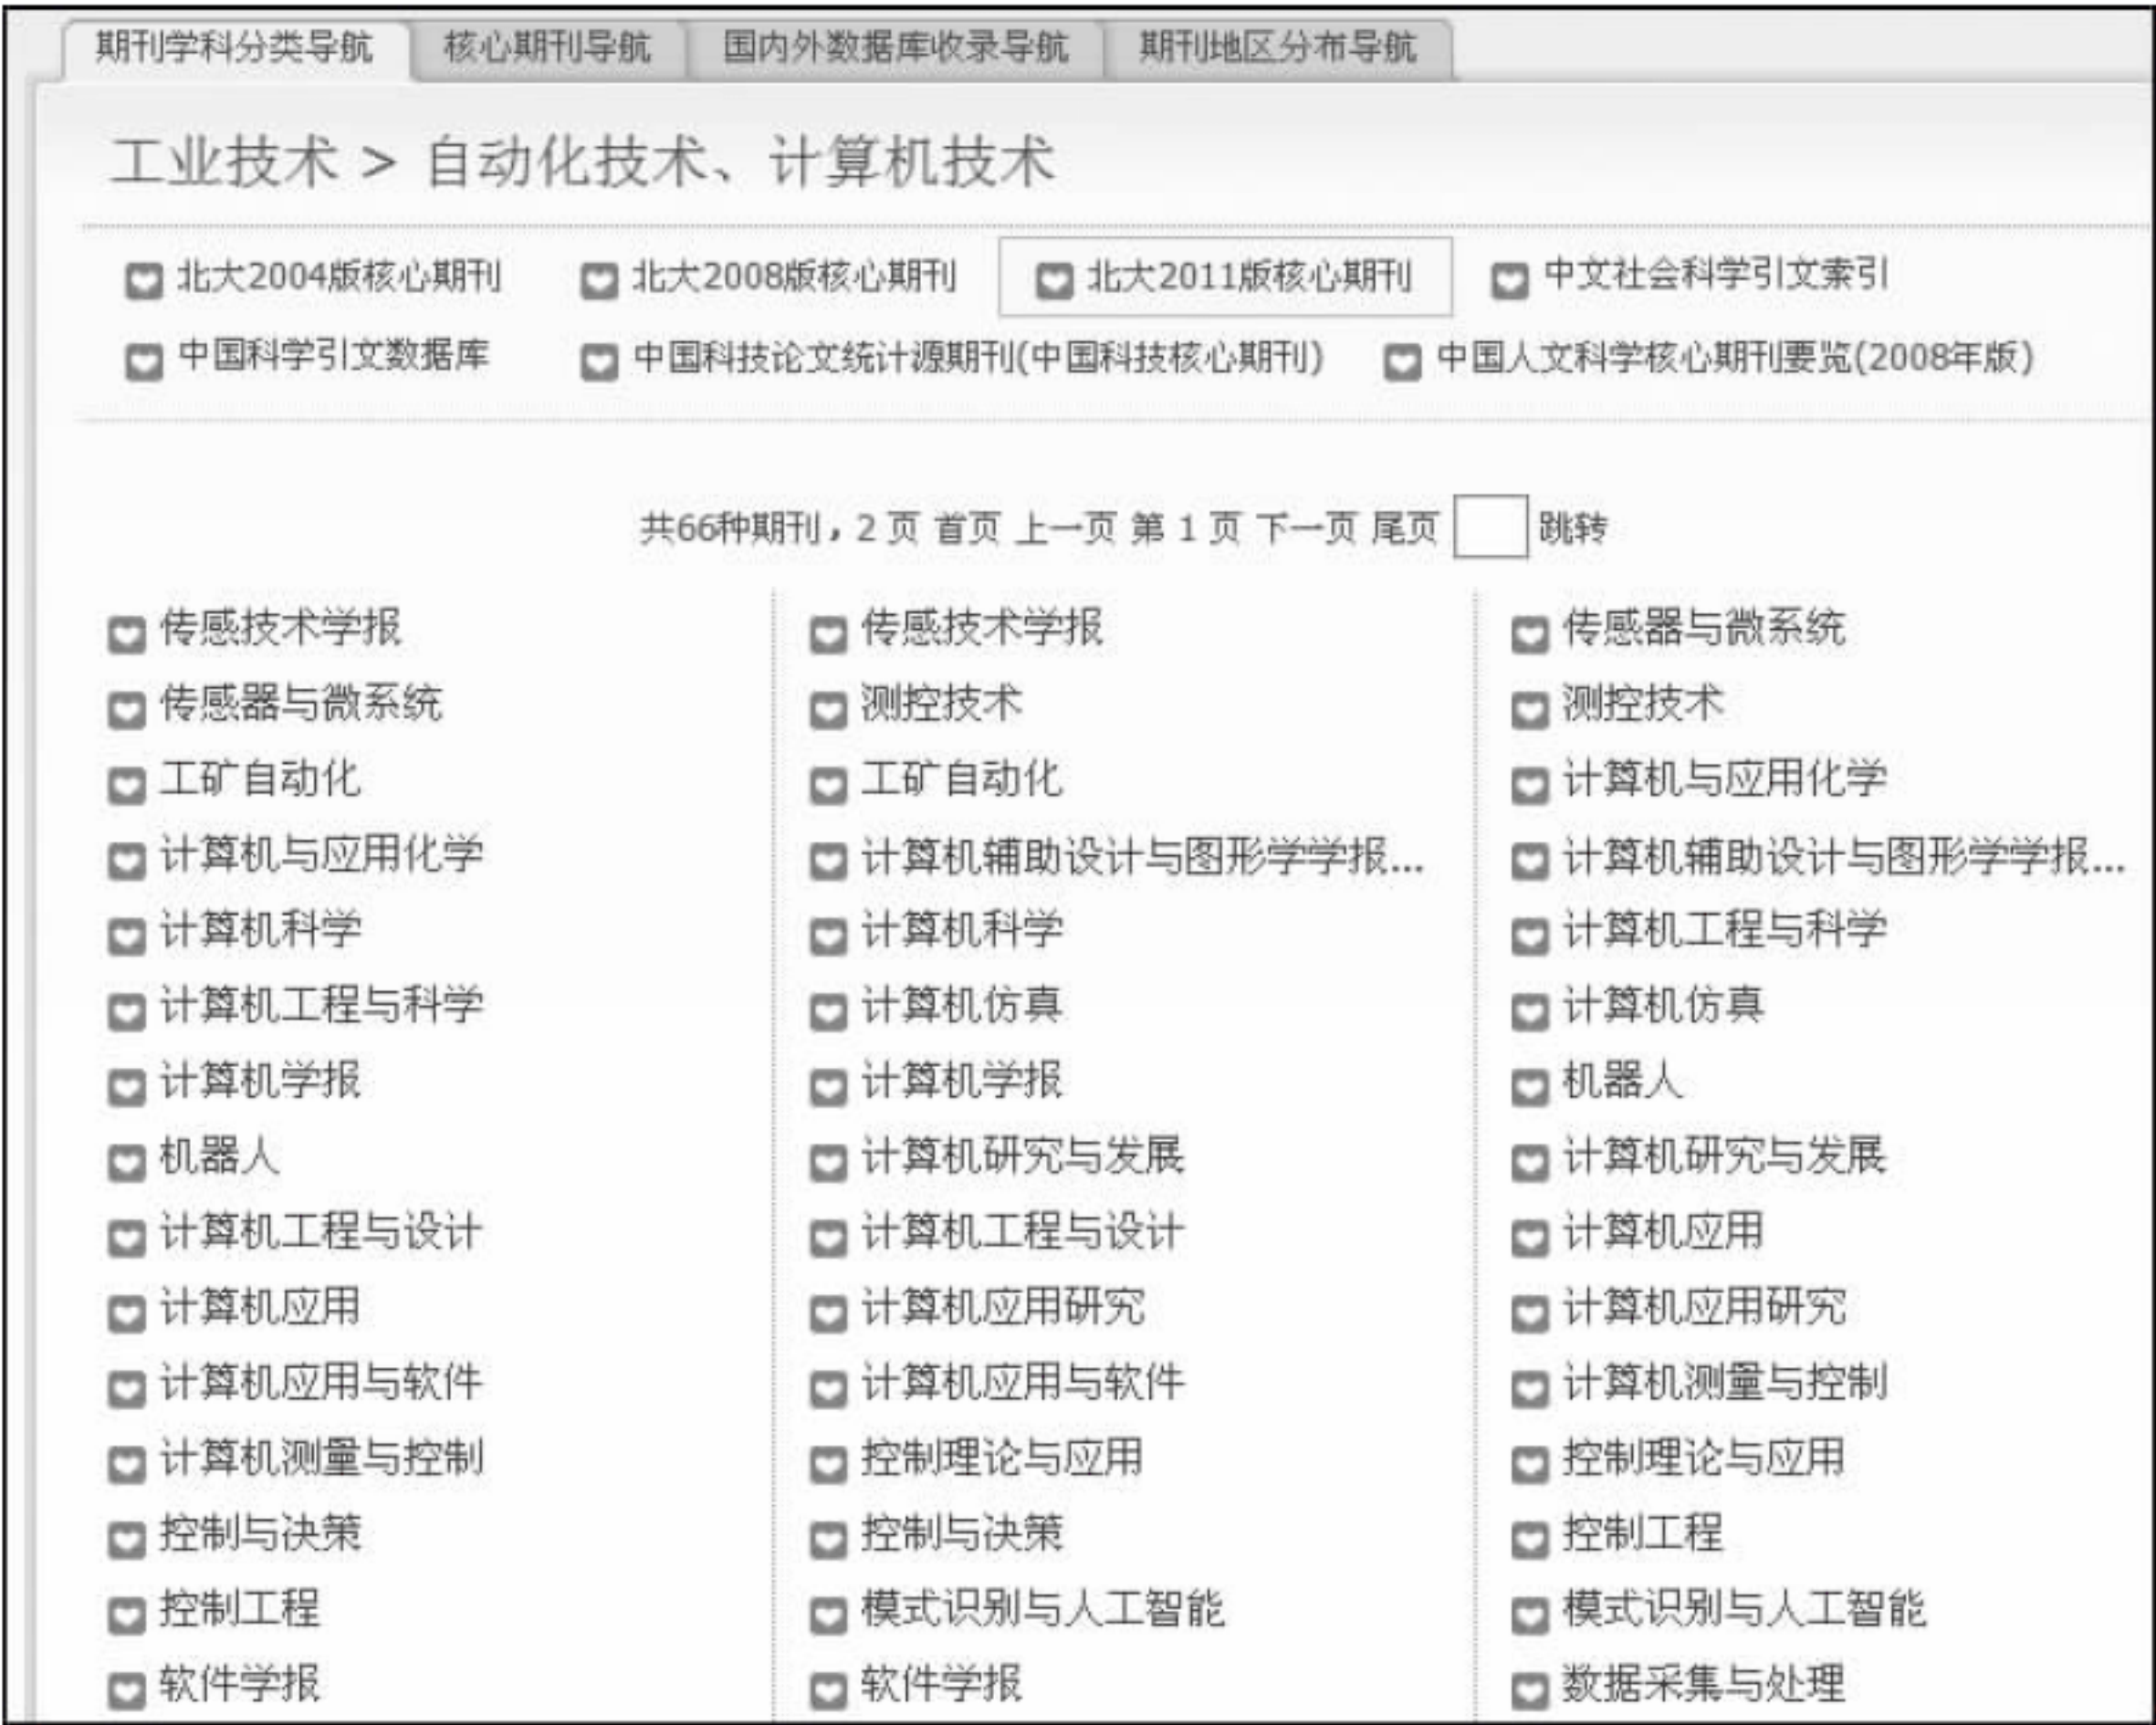 期刊学科分类导航 核心期刊导航 国内外数据库收录导航 期刊地区分布导航
工业技术 > 自动化技术、计算机技术
北大2004版核心期刊 北大2008版核心期刊 北大2011版核心期刊 中文社会科学引文索引
中国科学引文数据库 中国科技论文统计源期刊(中国科技核心期刊) 中国人文科学核心期刊要览(2008年版)
共66种期刊，2 页 首页 上一页 第 1 页 下一页 尾页 跳转
传感技术学报 传感技术学报 传感器与微系统
传感器与微系统 测控技术 测控技术
工矿自动化 工矿自动化 计算机与应用化学
计算机与应用化学 计算机辅助设计与图形学学报... 计算机辅助设计与图形学学报...
计算机科学 计算机科学 计算机工程与科学
计算机工程与科学 计算机仿真 计算机仿真
计算机学报 计算机学报 机器人
机器人 计算机研究与发展 计算机研究与发展
计算机工程与设计 计算机工程与设计 计算机应用
计算机应用 计算机应用研究 计算机应用研究
计算机应用与软件 计算机应用与软件 计算机测量与控制
计算机测量与控制 控制理论与应用 控制理论与应用
控制与决策 控制与决策 控制工程
控制工程 模式识别与人工智能 模式识别与人工智能
软件学报 软件学报 数据采集与处理